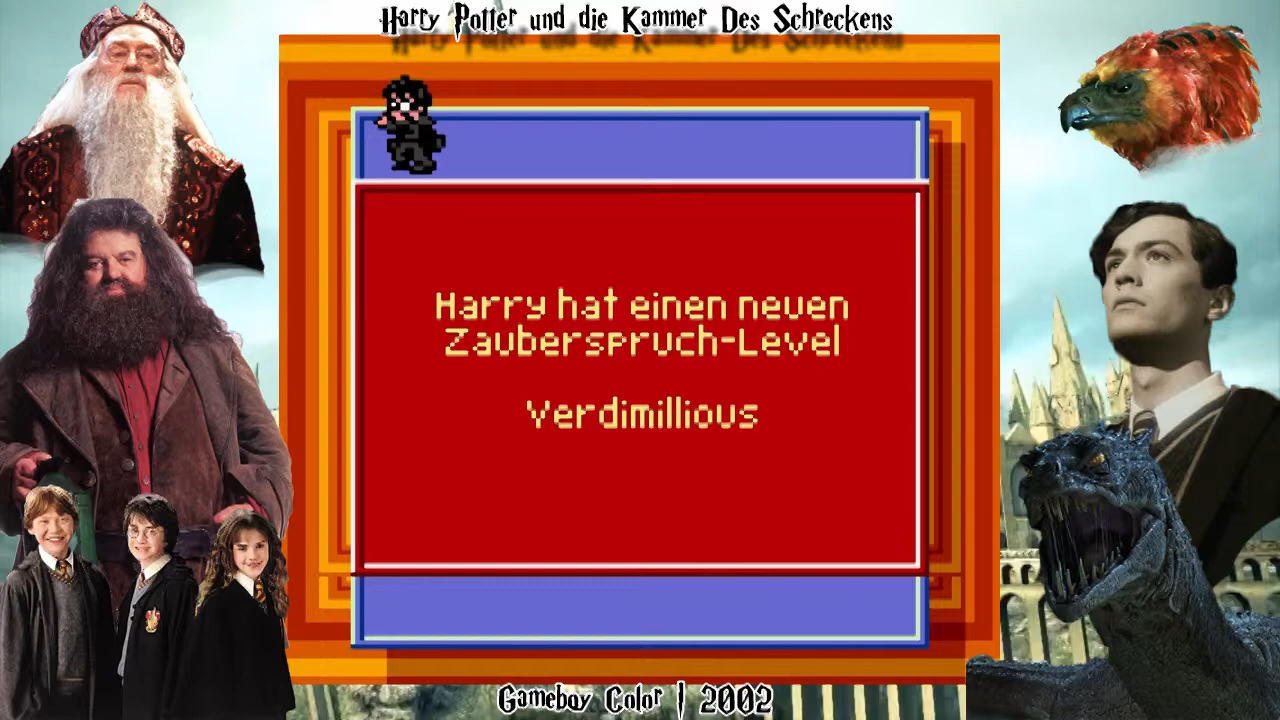 Harry Potter und die Kammer Des Schreckens
Harry hat einen neuen
Zauberspruch-Level
Verdimillious
Gameboy Color | 2002